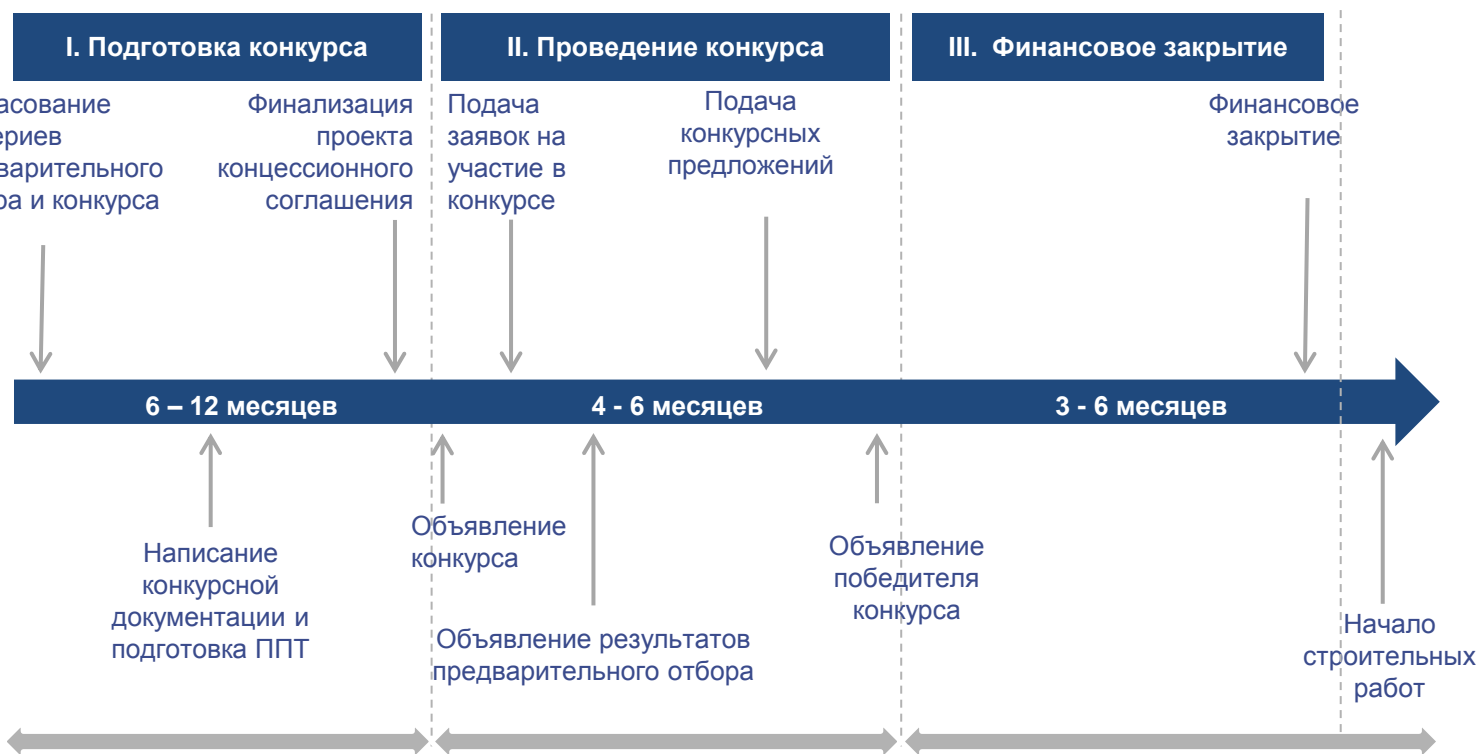 I. Подготовка конкурса
II. Проведение конкурса
III. Финансовое закрытие
и конкурса
Финализация
проекта
концессионного
соглашения
Подача
заявок на
участие в
конкурсе
Подача
конкурсных
предложений
Финансовое
закрытие
6 – 12 месяцев
4 - 6 месяцев
3 - 6 месяцев
Написание
конкурсной
документации и
подготовка ППТ
Объявление
конкурса
Объявление результатов
предварительного отбора
Объявление
победителя
конкурса
Начало
строительных
работ